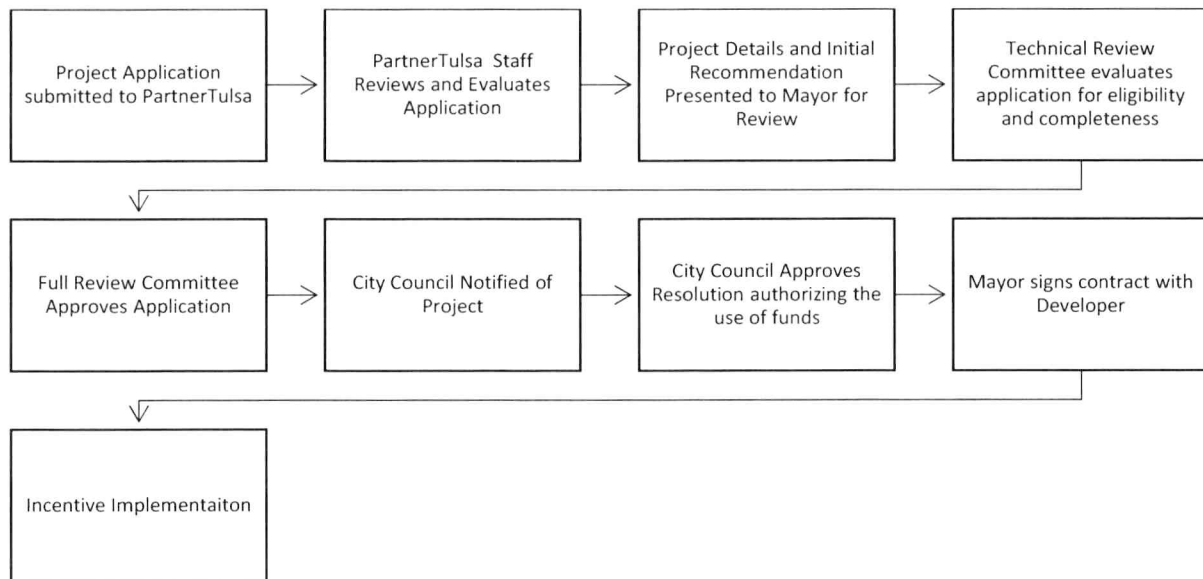 Project Application
submitted to PartnerTulsa
PartnerTulsa Staff
Reviews and Evaluates
Application
Project Details and Initial
Recommendation
Presented to Mayor for
Review
Technical Review
Committee evaluates
application for eligibility
and completeness
Full Review Committee
Approves Application
City Council Notified of
Project
City Council Approves
Resolution authorizing the
use of funds
Mayor signs contract with
Developer
Incentive Implementaiton